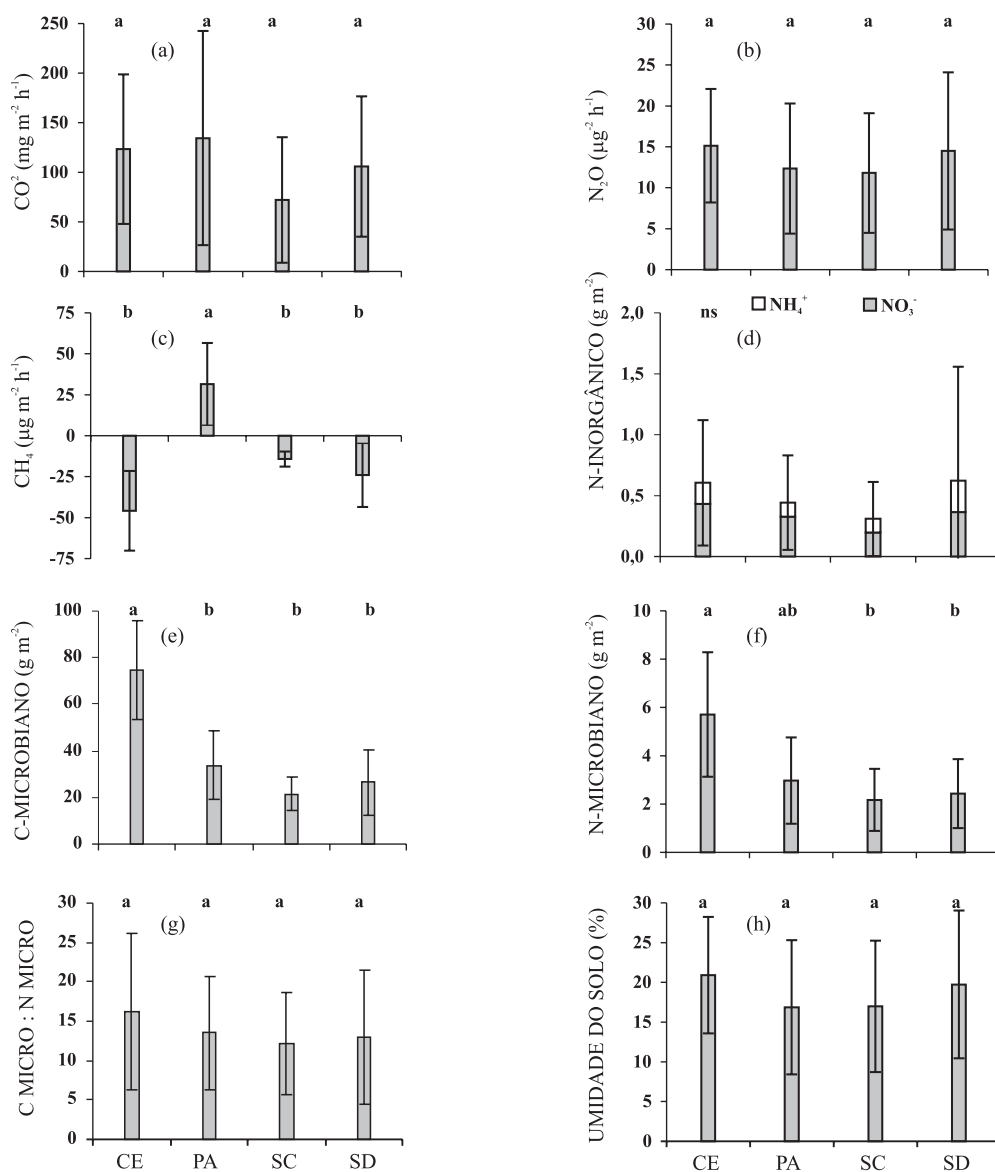 a a a a
(a)
CO² (mg m⁻² h⁻¹)
250
200
150
100
50
0
a a a a
(b)
N₂O (µg⁻² h⁻¹)
30
25
20
15
10
5
0
b a b b
(c)
CH₄ (µg m⁻² h⁻¹)
75
50
25
0
-25
-50
-75
ns
NH₄⁺ NO₃⁻
(d)
N-INORGÂNICO (g m⁻²)
2,0
1,5
1,0
0,5
0,0
a b b b
(e)
C-MICROBIANO (g m⁻²)
100
80
60
40
20
0
a ab b b
(f)
N-MICROBIANO (g m⁻²)
10
8
6
4
2
0
a a a a
(g)
C MICRO : N MICRO
30
25
20
15
10
5
0
CE PA SC SD
a a a a
(h)
UMIDADE DO SOLO (%)
30
25
20
15
10
5
0
CE PA SC SD